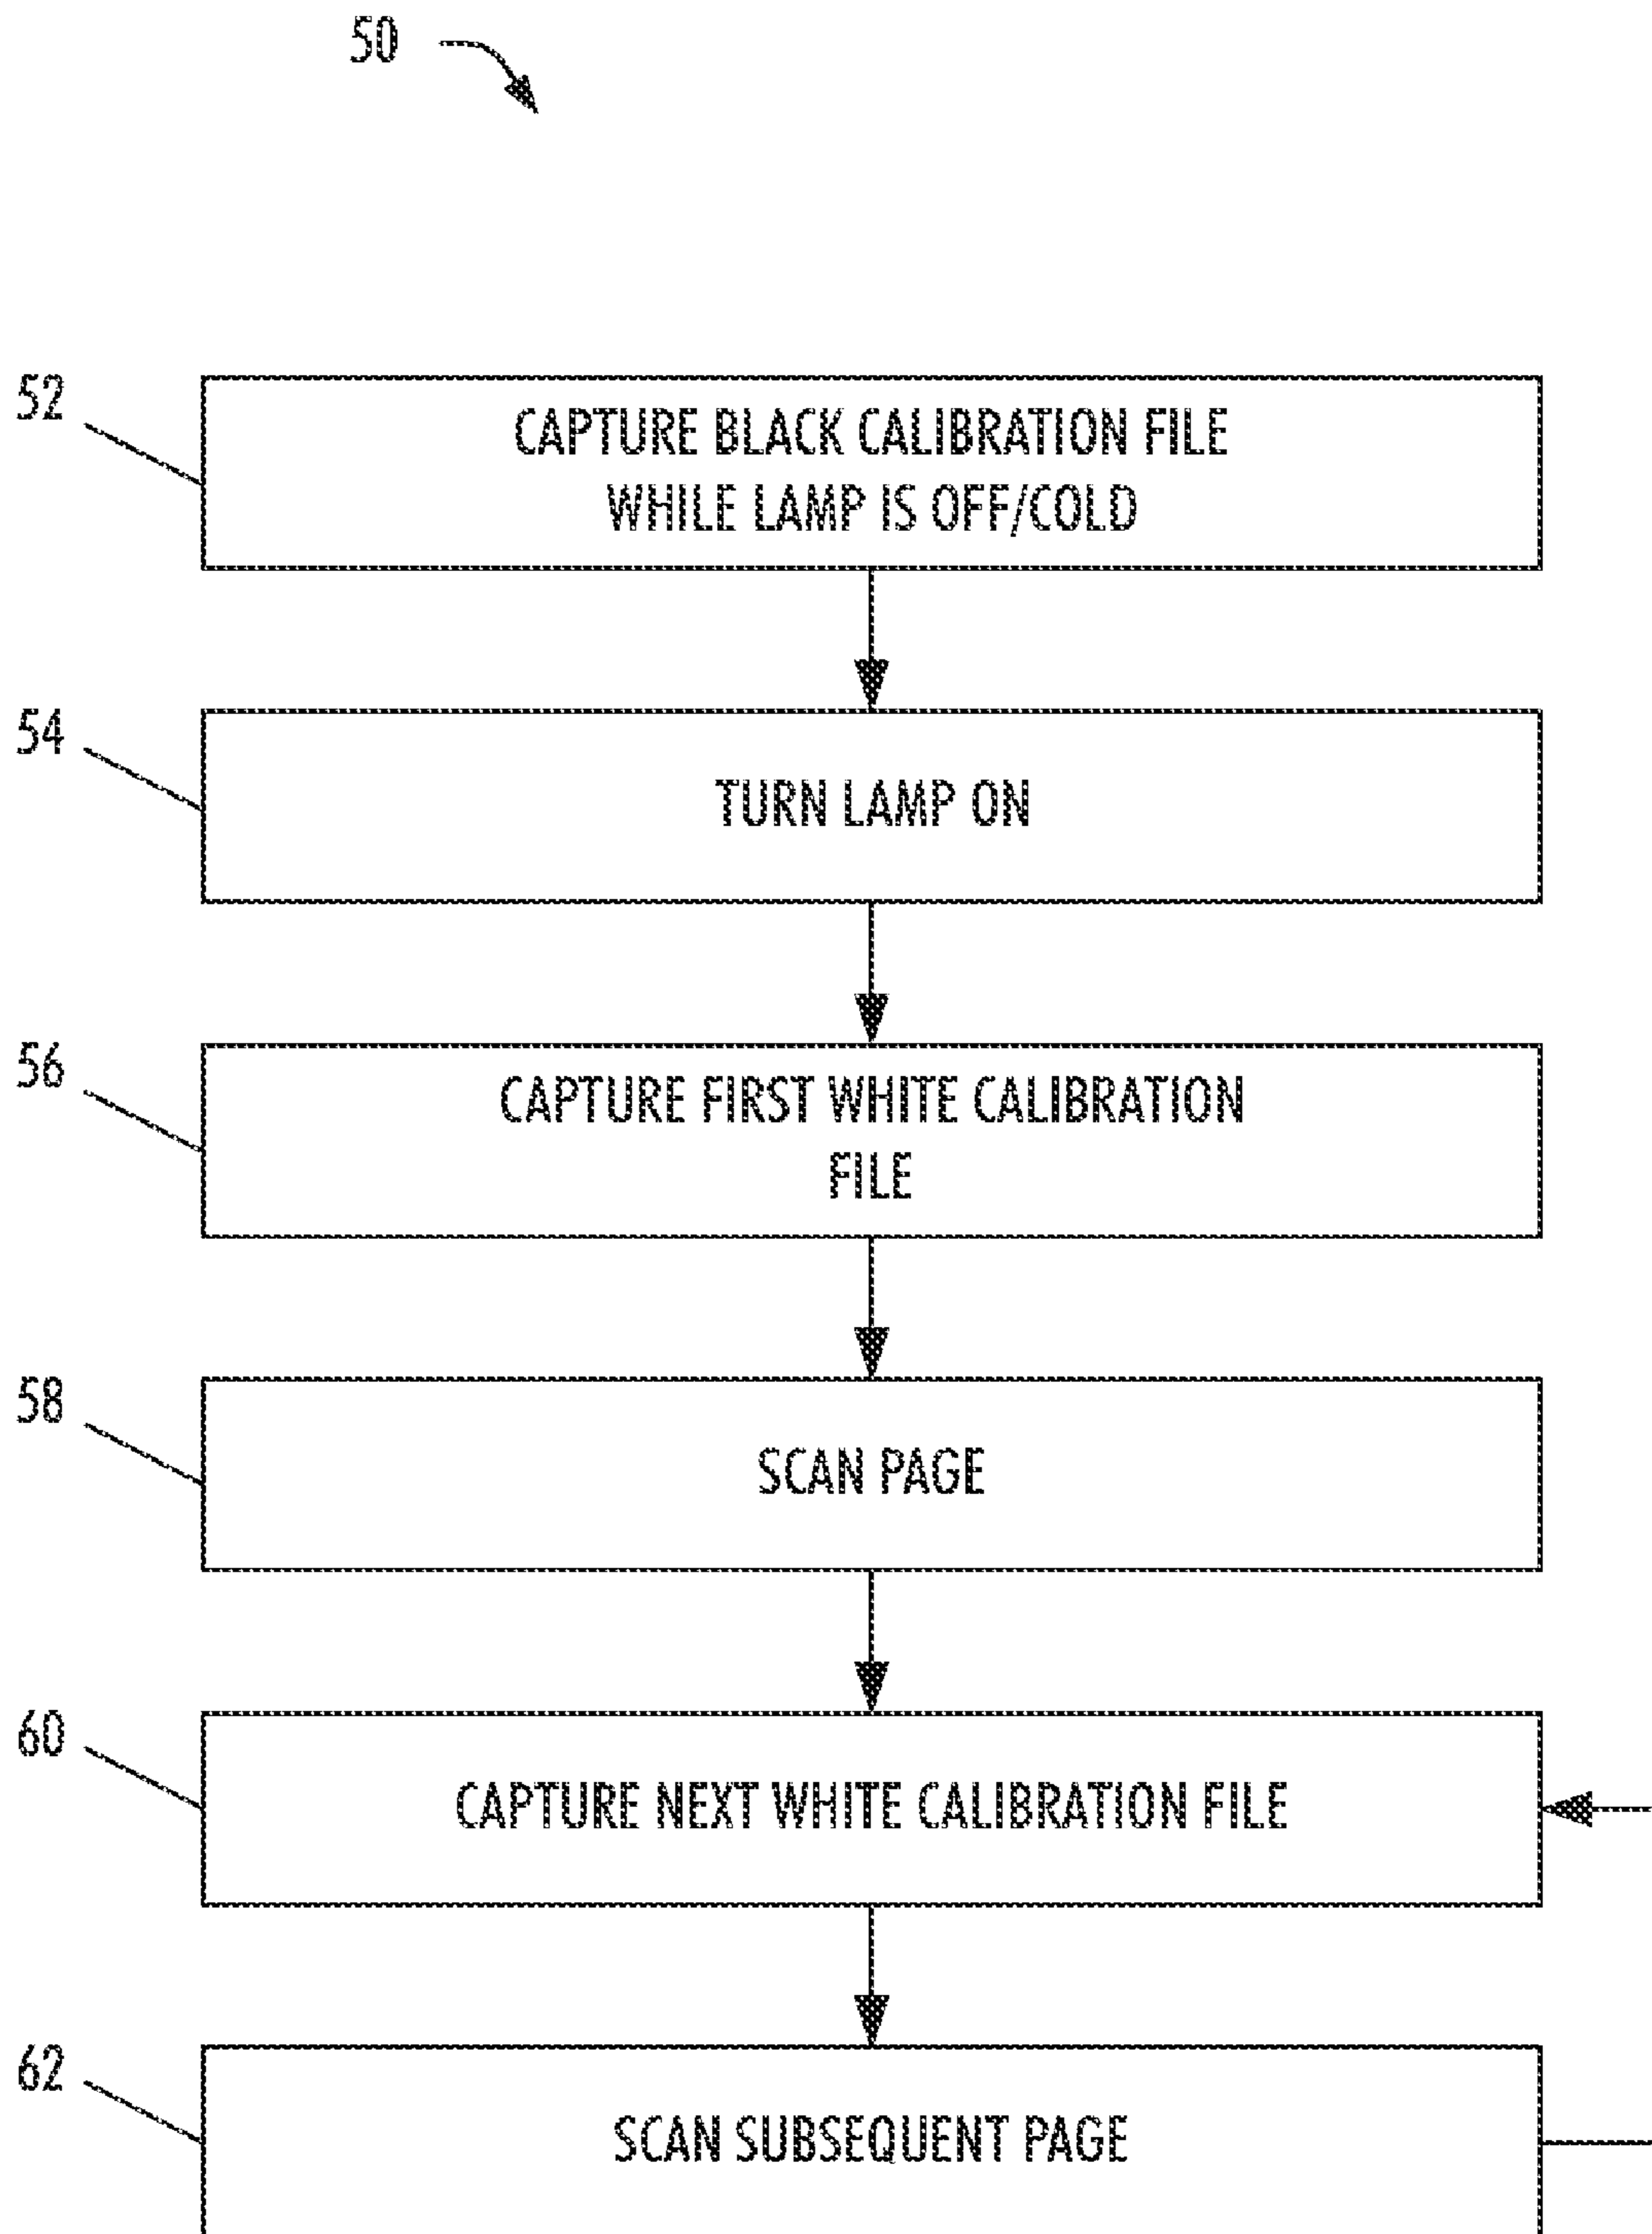 50
52
CAPTURE BLACK CALIBRATION FILE
WHILE LAMP IS OFF/COLD
54
TURN LAMP ON
56
CAPTURE FIRST WHITE CALIBRATION
FILE
58
SCAN PAGE
60
CAPTURE NEXT WHITE CALIBRATION FILE
62
SCAN SUBSEQUENT PAGE